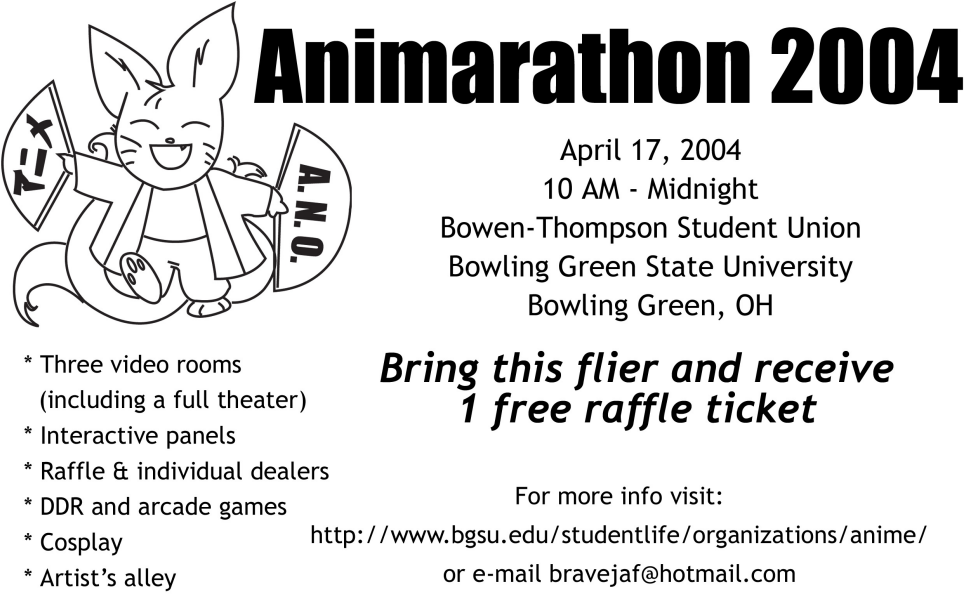 Animarathon 2004
アニメ
A.N.O.
April 17, 2004
10 AM - Midnight
Bowen-Thompson Student Union
Bowling Green State University
Bowling Green, OH
* Three video rooms
(including a full theater)
* Interactive panels
* Raffle & individual dealers
* DDR and arcade games
* Cosplay
* Artist’s alley
Bring this flier and receive
1 free raffle ticket
For more info visit:
http://www.bgsu.edu/studentlife/organizations/anime/
or e-mail bravejaf@hotmail.com